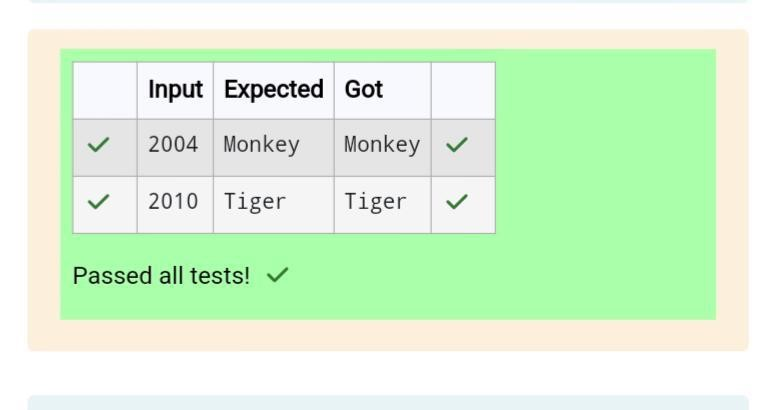 Input Expected Got
2004 Monkey Monkey
2010 Tiger Tiger
Passed all tests!